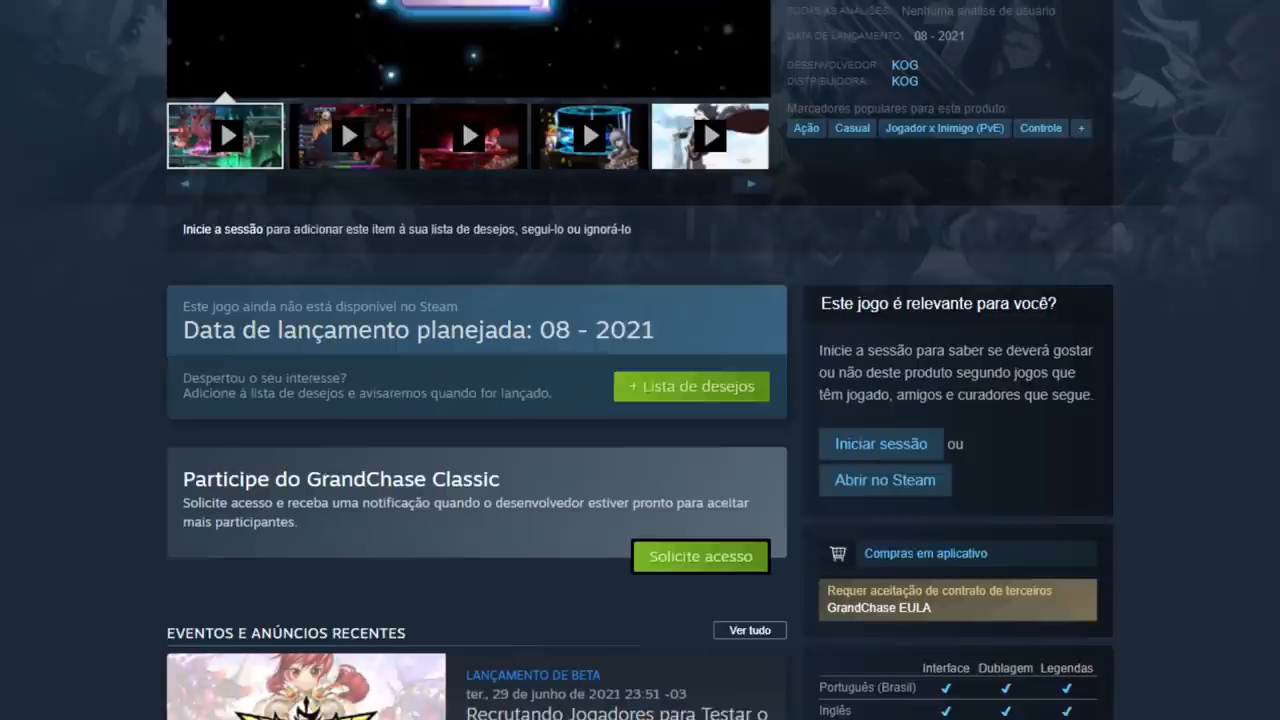 TODAS AS ANÁLISES: Nenhuma análise de usuário
DATA DE LANÇAMENTO: 08 - 2021
DESENVOLVEDOR: KOG
DISTRIBUIDORA: KOG
Marcadores populares para este produto:
Ação Casual Jogador x Inimigo (PvE) Controle +
Inicie a sessão para adicionar este item à sua lista de desejos, segui-lo ou ignorá-lo
Este jogo ainda não está disponível no Steam
Data de lançamento planejada: 08 - 2021
Despertou o seu interesse?
Adicione à lista de desejos e avisaremos quando for lançado.
+ Lista de desejos
Participe do GrandChase Classic
Solicite acesso e receba uma notificação quando o desenvolvedor estiver pronto para aceitar
mais participantes.
Solicite acesso
EVENTOS E ANÚNCIOS RECENTES
Ver tudo
LANÇAMENTO DE BETA
ter., 29 de junho de 2021 23:51 -03
Recrutando Jogadores para Testar o
Este jogo é relevante para você?
Inicie a sessão para saber se deverá gostar
ou não deste produto segundo jogos que
têm jogado, amigos e curadores que segue.
Iniciar sessão ou
Abrir no Steam
Compras em aplicativo
Requer aceitação de contrato de terceiros
GrandChase EULA
Interface Dublagem Legendas
Português (Brasil) ✔ ✔ ✔
Inglês ✔ ✔ ✔